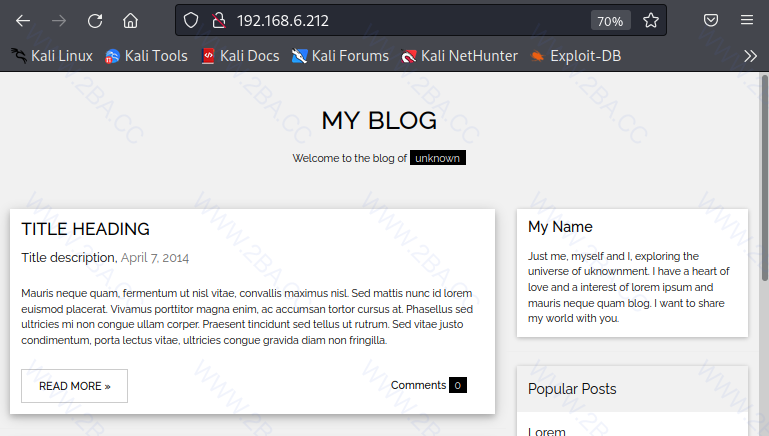 192.168.6.212
70%
Kali Linux
Kali Tools
Kali Docs
Kali Forums
Kali NetHunter
Exploit-DB
MY BLOG
Welcome to the blog of unknown
TITLE HEADING
Title description, April 7, 2014
Mauris neque quam, fermentum ut nisl vitae, convallis maximus nisl. Sed mattis nunc id lorem
euismod placerat. Vivamus porttitor magna enim, ac accumsan tortor cursus at. Phasellus sed
ultricies mi non congue ullam corper. Praesent tincidunt sed tellus ut rutrum. Sed vitae justo
condimentum, porta lectus vitae, ultricies congue gravida diam non fringilla.
READ MORE »
Comments 0
My Name
Just me, myself and I, exploring the
universe of uknownment. I have a heart of
love and a interest of lorem ipsum and
mauris neque quam blog. I want to share
my world with you.
Popular Posts
Lorem
WWW.2BA.CC